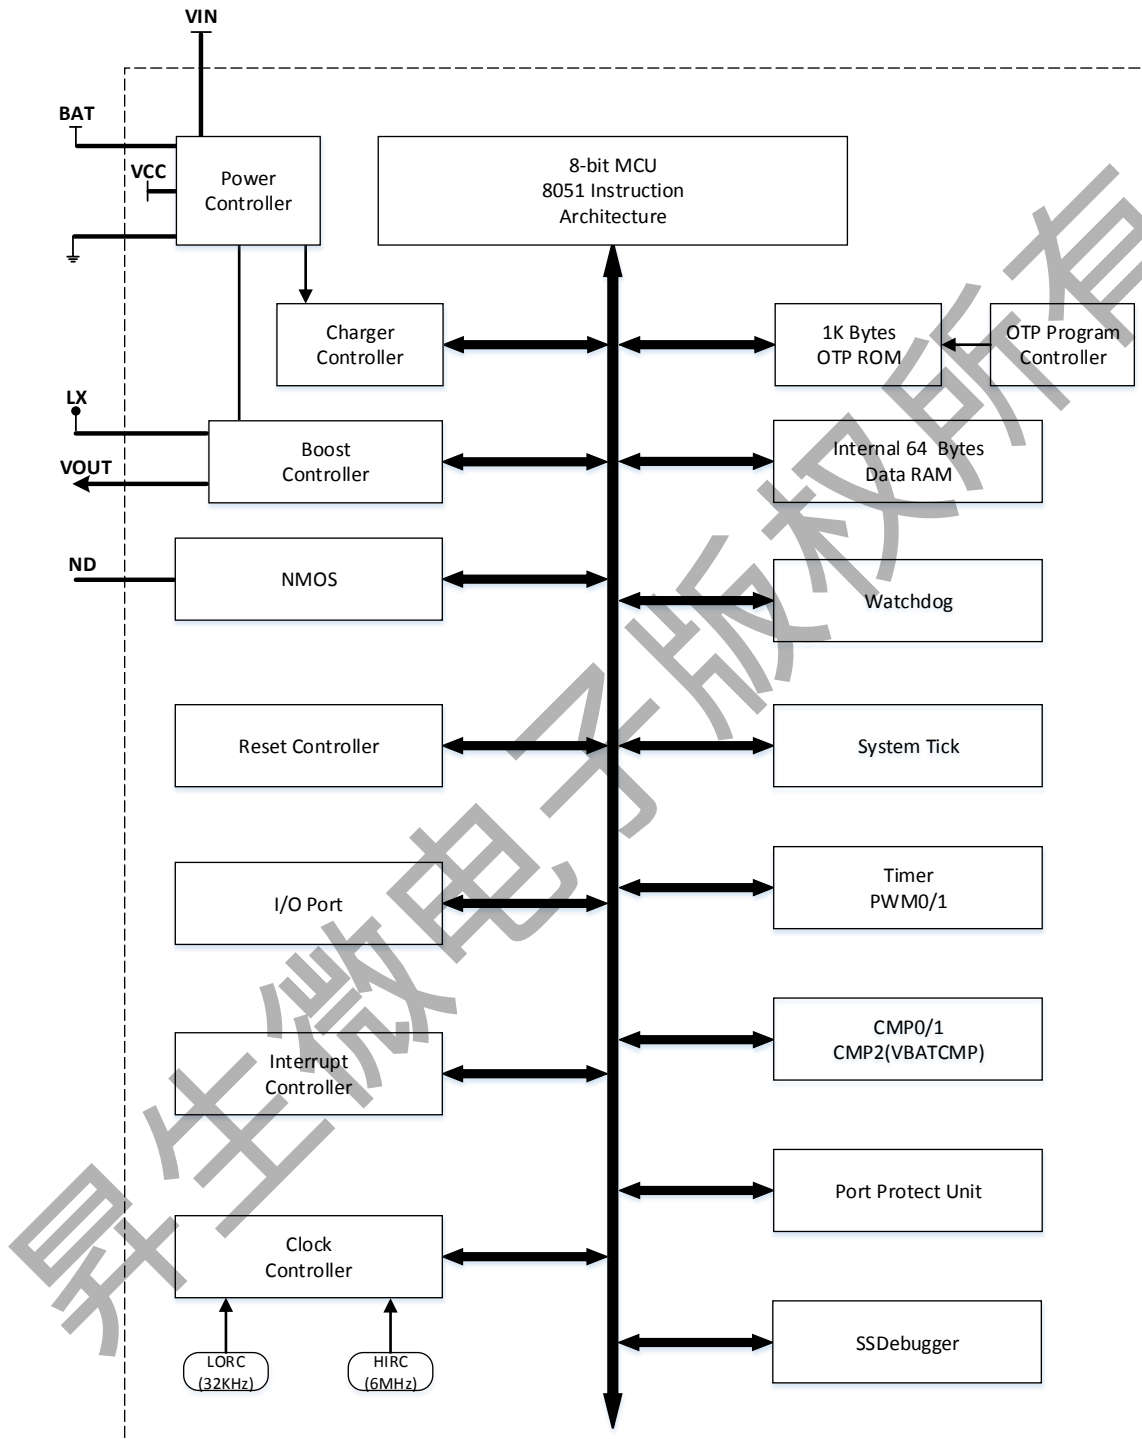 VIN
BAT
VCC
Power
Controller
8-bit MCU
8051 Instruction
Architecture
Charger
Controller
1K Bytes
OTP ROM
OTP Program
Controller
LX
VOUT
Boost
Controller
Internal 64 Bytes
Data RAM
ND
NMOS
Watchdog
Reset Controller
System Tick
I/O Port
Timer
PWM0/1
Interrupt
Controller
CMP0/1
CMP2(VBATCMP)
Port Protect Unit
Clock
Controller
LORC
(32KHz)
HIRC
(6MHz)
SSDebugger
昇生微电子版权所有